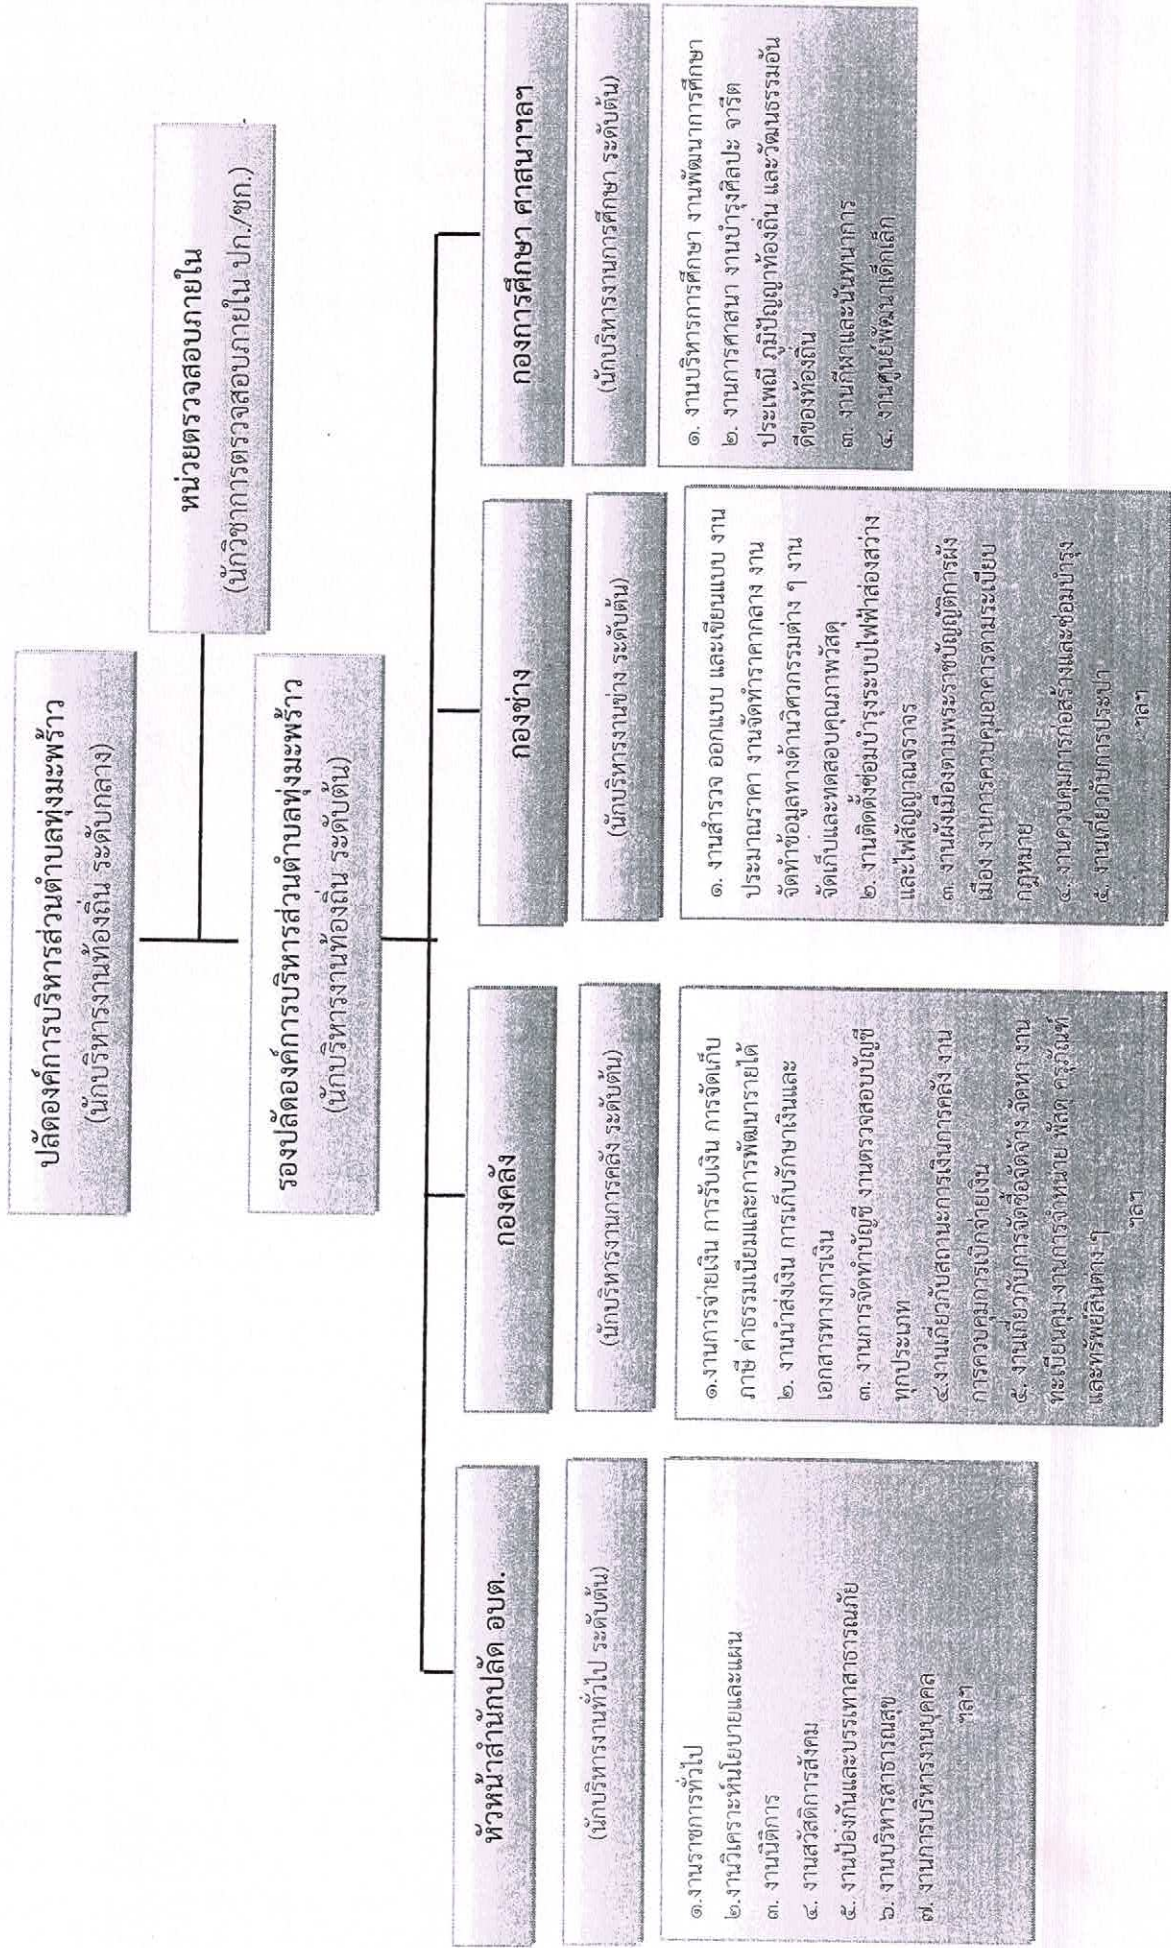 ปลัดองค์การบริหารส่วนตำบลทุ่งมะพร้าว
(นักบริหารงานท้องถิ่น ระดับกลาง)
หน่วยตรวจสอบภายใน
(นักวิชาการตรวจสอบภายใน ปก./ชก.)
รองปลัดองค์การบริหารส่วนตำบลทุ่งมะพร้าว
(นักบริหารงานท้องถิ่น ระดับต้น)
หัวหน้าสำนักปลัด อบต.
(นักบริหารงานทั่วไป ระดับต้น)
๑.งานราชการทั่วไป
๒.งานวิเคราะห์นโยบายและแผน
๓. งานนิติการ
๔. งานสวัสดิการสังคม
๕. งานป้องกันและบรรเทาสาธารณภัย
๖. งานบริหารสาธารณสุข
๗. งานการบริหารงานบุคคล
ฯลฯ
กองคลัง
(นักบริหารงานการคลัง ระดับต้น)
๑.งานการจ่ายเงิน การรับเงิน การจัดเก็บ
ภาษี ค่าธรรมเนียมและการพัฒนารายได้
๒. งานนำส่งเงิน การเก็บรักษาเงินและ
เอกสารทางการเงิน
๓. งานการจัดทำบัญชี งานตรวจสอบบัญชี
ทุกประเภท
๔.งานเกี่ยวกับสถานะการเงินการคลัง งาน
การควบคุมการเบิกจ่ายเงิน
๕. งานเกี่ยวกับการจัดซื้อจัดจ้าง จัดหา งาน
ทะเบียนคุม งานการจำหน่าย พัสดุ ครุภัณฑ์
และทรัพย์สินต่าง ๆ
ฯลฯ
กองช่าง
(นักบริหารงานช่าง ระดับต้น)
๑. งานสำรวจ ออกแบบ และเขียนแบบ งาน
ประมาณราคา งานจัดทำราคากลาง งาน
จัดทำข้อมูลทางด้านวิศวกรรมต่าง ๆ งาน
จัดเก็บและทดสอบคุณภาพวัสดุ
๒. งานติดตั้งซ่อมบำรุงระบบไฟฟ้าส่องสว่าง
และไฟสัญญาณจราจร
๓. งานผังเมืองตามพระราชบัญญัติการผัง
เมือง งานการควบคุมอาคารตามระเบียบ
กฎหมาย
๔. งานควบคุมการก่อสร้างและซ่อมบำรุง
๕. งานเกี่ยวกับการประปา
ฯลฯ
กองการศึกษา ศาสนาฯลฯ
(นักบริหารงานการศึกษา ระดับต้น)
๑. งานบริหารการศึกษา งานพัฒนาการศึกษา
๒. งานการศาสนา งานบำรุงศิลปะ จารีต
ประเพณี ภูมิปัญญาท้องถิ่น และวัฒนธรรมอัน
ดีของท้องถิ่น
๓. งานกีฬาและนันทนาการ
๔. งานศูนย์พัฒนาเด็กเล็ก